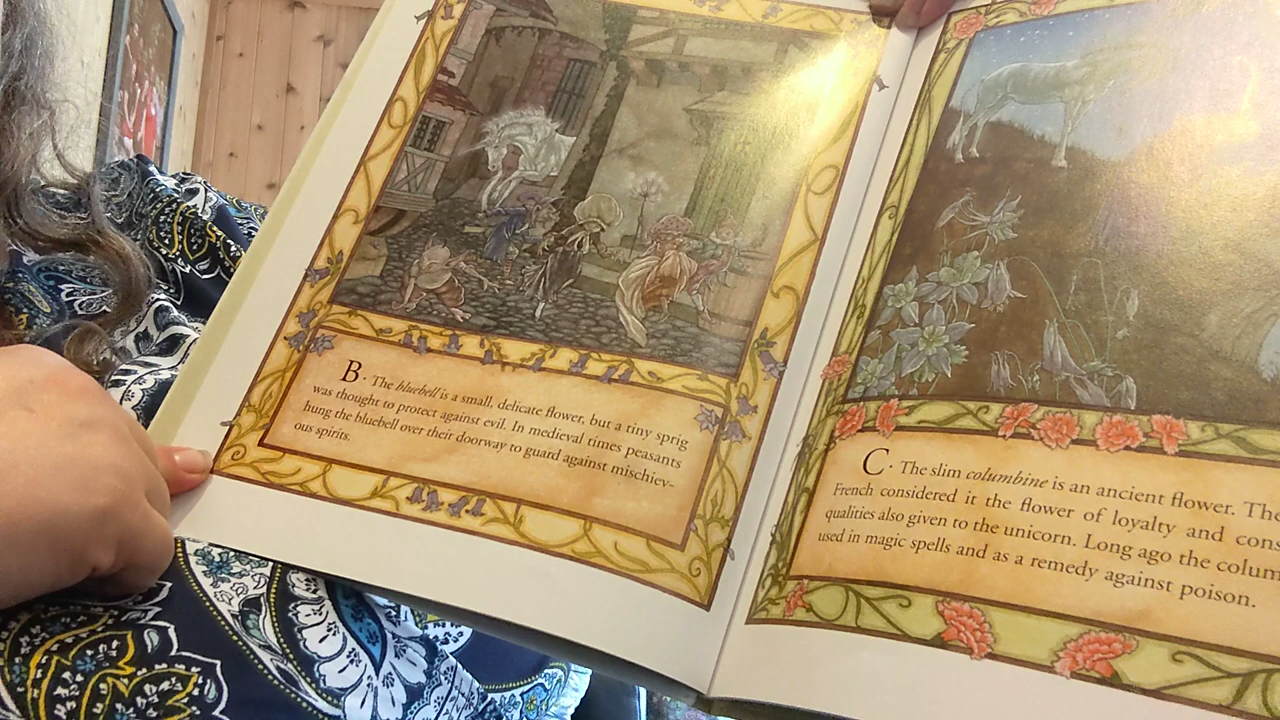 B. The bluebell is a small, delicate flower, but a tiny sprig
was thought to protect against evil. In medieval times peasants
hung the bluebell over their doorway to guard against mischiev-
ous spirits.
C. The slim columbine is an ancient flower. The
French considered it the flower of loyalty and
qualities also given to the unicorn. Long ago the
used in magic spells and as a remedy against poison.